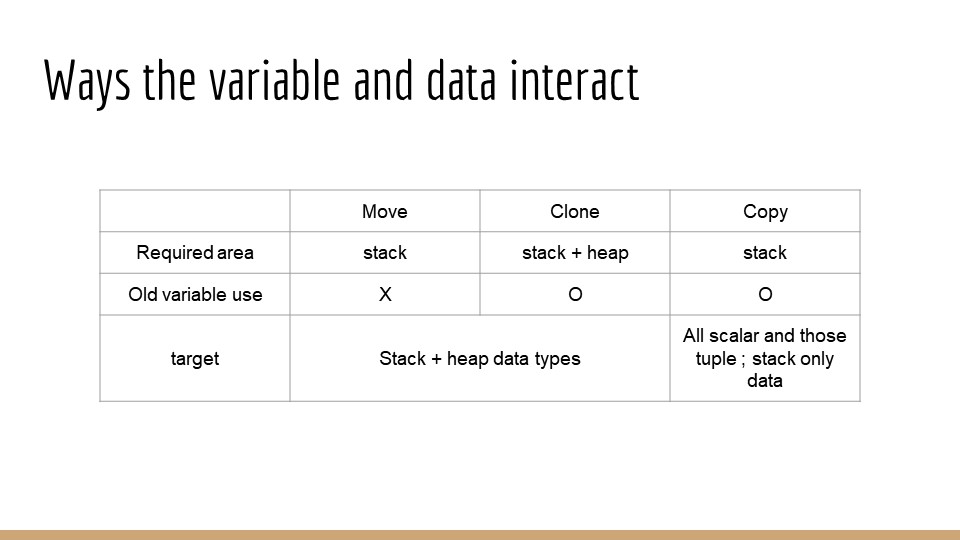 Ways the variable and data interact
Move Clone Copy
Required area stack stack + heap stack
Old variable use X O O
target Stack + heap data types All scalar and those
tuple ; stack only
data